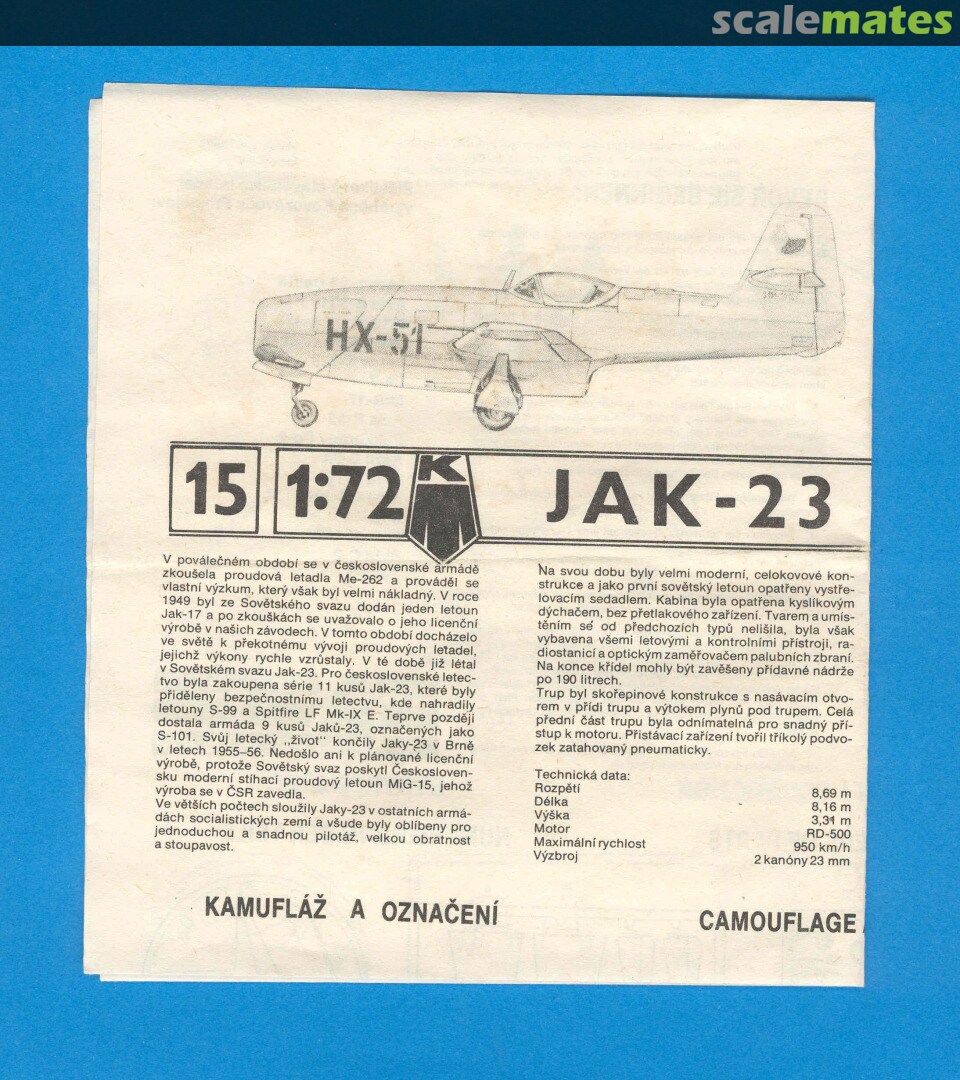 scalemates
HX-51
15
1:72
K
JAK-23
V poválečném období se v československé armádě
zkoušela proudová letadla Me-262 a prováděl se
vlastní výzkum, který však byl velmi nákladný. V roce
1949 byl ze Sovětského svazu dodán jeden letoun
Jak-17 a po zkouškách se uvažovalo o jeho licenční
výrobě v našich závodech. V tomto období docházelo
ve světě k překotnému vývoji proudových letadel,
jejichž výkony rychle vzrůstaly. V té době již létal
v Sovětském svazu Jak-23. Pro československé letec-
tvo byla zakoupena série 11 kusů Jak-23, které byly
přiděleny bezpečnostnímu letectvu, kde nahradily
letouny S-99 a Spitfire LF Mk-IX E. Teprve později
dostala armáda 9 kusů Jaků-23, označených jako
S-101. Svůj letecký „život" končily Jaky-23 v Brně
v letech 1955-56. Nedošlo ani k plánované licenční
výrobě, protože Sovětský svaz poskytl Českosloven-
sku moderní stíhací proudový letoun MiG-15, jehož
výroba se v ČSR zavedla.
Ve větších počtech sloužily Jaky-23 v ostatních armá-
dách socialistických zemí a všude byly oblíbeny pro
jednoduchou a snadnou pilotáž, velkou obratnost
a stoupavost.
Na svou dobu byly velmi moderní, celokovové kon-
strukce a jako první sovětský letoun opatřeny vystře-
lovacím sedadlem. Kabina byla opatřena kyslíkovým
dýchačem, bez přetlakového zařízení. Tvarem a umís-
těním se od předchozích typů nelišila, byla však
vybavena všemi letovými a kontrolními přístroji, ra-
diostanicí a optickým zaměřovačem palubních zbraní.
Na konce křídel mohly být zavěšeny přídavné nádrže
po 190 litrech.
Trup byl skořepinové konstrukce s nasávacím otvo-
rem v přídi trupu a výtokem plynů pod trupem. Celá
přední část trupu byla odnímatelná pro snadný pří-
stup k motoru. Přistávací zařízení tvořil tříkolý podvo-
zek zatahovaný pneumaticky.
Technická data:
Rozpětí 8,69 m
Délka 8,16 m
Výška 3,31 m
Motor RD-500
Maximální rychlost 950 km/h
Výzbroj 2 kanóny 23 mm
KAMUFLÁŽ A OZNAČENÍ
CAMOUFLAGE